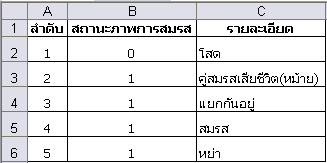 A B C
1 ลำดับ สถานะภาพการสมรส รายละเอียด
2 1 0 โสด
3 2 1 คู่สมรสเสียชีวิต(หม้าย)
4 3 1 แยกกันอยู่
5 4 1 สมรส
6 5 1 หย่า